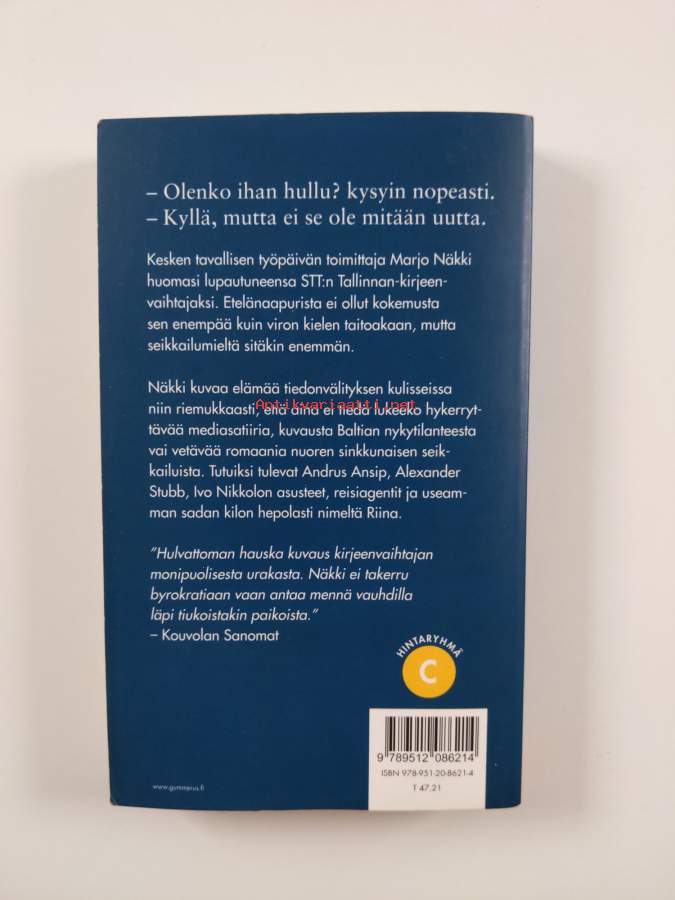 – Olenko ihan hullu? kysyin nopeasti.
– Kyllä, mutta ei se ole mitään uutta.
Kesken tavallisen työpäivän toimittaja Marjo Näkki
huomasi lupautuneensa STT:n Tallinnan-kirjeen-
vaihtajaksi. Etelänaapurista ei ollut kokemusta
sen enempää kuin viron kielen taitoakaan, mutta
seikkailumieltä sitäkin enemmän.
Näkki kuvaa elämää tiedonvälityksen kulisseissa
niin riemukkaasti, että aina ei tiedä lukeeko hykerryt-
tävää mediasatiiria, kuvausta Baltian nykytilanteesta
vai vetävää romaania nuoren sinkkunaisen seik-
kailuista. Tutuiksi tulevat Andrus Ansip, Alexander
Stubb, Ivo Nikkolon asusteet, reisiagentit ja useam-
man sadan kilon hepolasti nimeltä Riina.
"Hulvattoman hauska kuvaus kirjeenvaihtajan
monipuolisesta urakasta. Näkki ei takerru
byrokratiaan vaan antaa mennä vauhdilla
läpi tiukoistakin paikoista."
– Kouvolan Sanomat
HINTARYHMÄ
C
9 789512 086214
ISBN 978-951-20-8621-4
T 47.21
www.gummerus.fi
Antikvariaatti.net